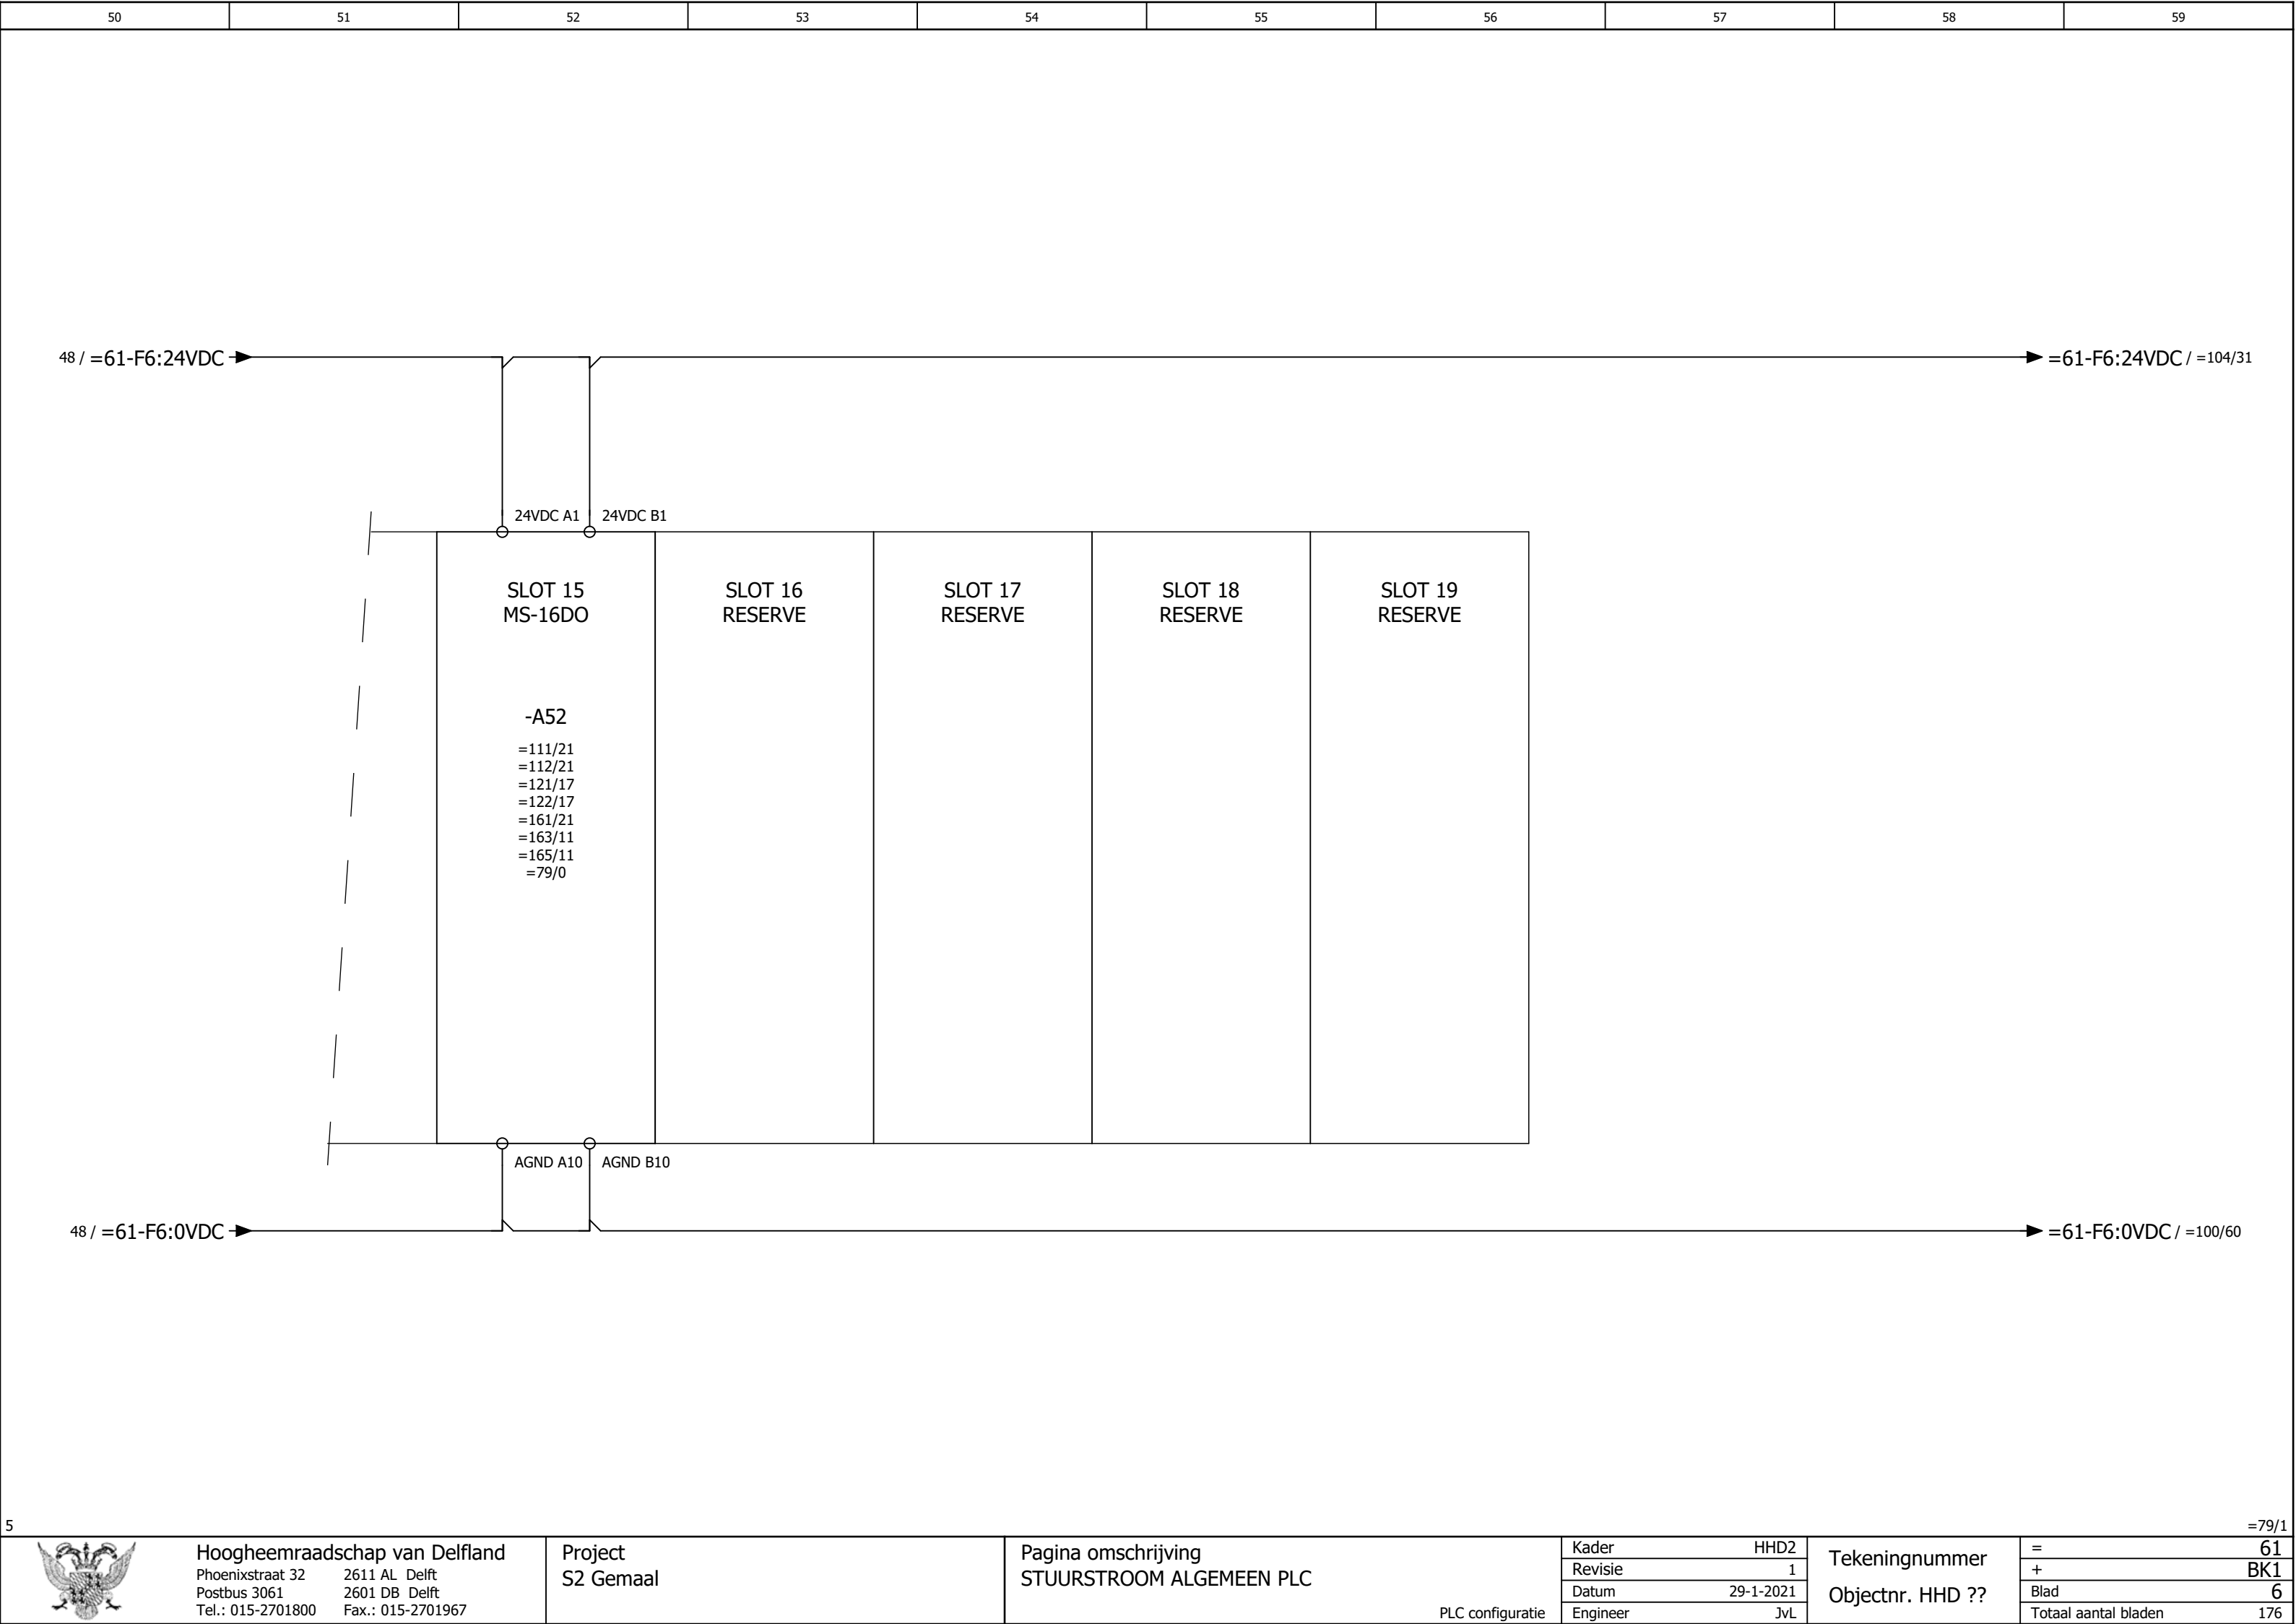 50 51 52 53 54 55 56 57 58 59
48 / =61-F6:24VDC
=61-F6:24VDC / =104/31
24VDC A1 24VDC B1
SLOT 15
MS-16DO
-A52
=111/21
=112/21
=121/17
=122/17
=161/21
=163/11
=165/11
=79/0
SLOT 16
RESERVE
SLOT 17
RESERVE
SLOT 18
RESERVE
SLOT 19
RESERVE
AGND A10 AGND B10
48 / =61-F6:0VDC
=61-F6:0VDC / =100/60
5
=79/1
Hoogheemraadschap van Delfland
Phoenixstraat 32 2611 AL Delft
Postbus 3061 2601 DB Delft
Tel.: 015-2701800 Fax.: 015-2701967
Project
S2 Gemaal
Pagina omschrijving
STUURSTROOM ALGEMEEN PLC
PLC configuratie
Kader HHD2
Revisie 1
Datum 29-1-2021
Engineer JvL
Tekeningnummer
Objectnr. HHD ??
= 61
+ BK1
Blad 6
Totaal aantal bladen 176